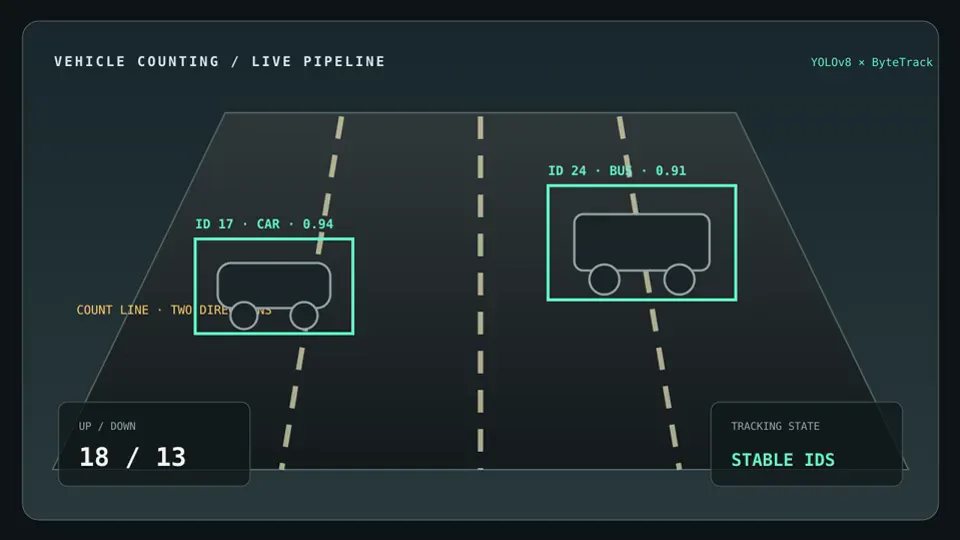 VEHICLE COUNTING / LIVE PIPELINE
YOLOv8 × ByteTrack
ID 24 · BUS · 0.91
ID 17 · CAR · 0.94
COUNT LINE · TWO DIRECTIONS
UP / DOWN
18 / 13
TRACKING STATE
STABLE IDS